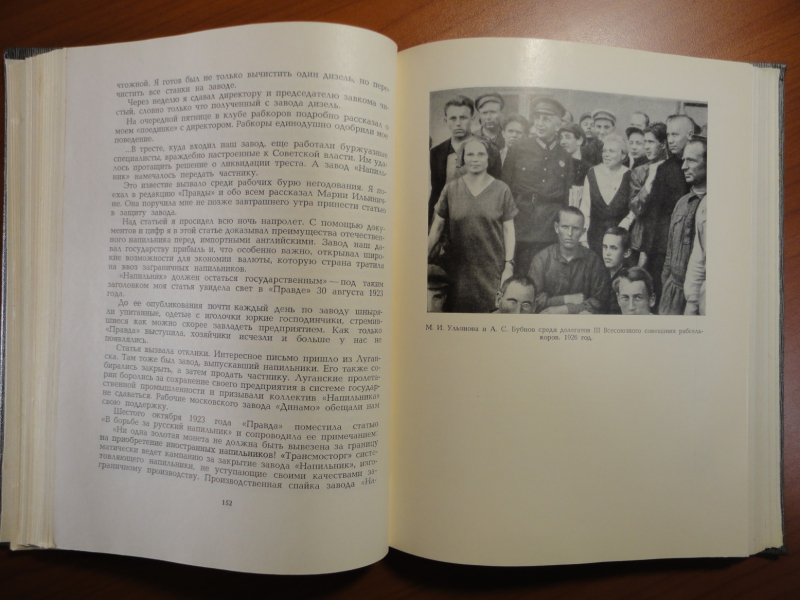 чтожной. Я готов был не только вычистить один дизель, но пере-
чистить все станки на заводе.
Через неделю я сдавал директору и председателю завкома чи-
стый, словно только что полученный с завода дизель.
На очередной пятнице в клубе рабкоров подробно рассказал о
моем «поединке» с директором. Рабкоры единодушно одобрили мое
поведение.
...В тресте, куда входил наш завод, еще работали буржуазные
специалисты, враждебно настроенные к Советской власти. Им уда-
лось протащить решение о ликвидации треста. А завод «Напиль-
ник» намечалось передать частнику.
Это известие вызвало среди рабочих бурю негодования. Я по-
ехал в редакцию «Правды» и обо всем рассказал Марии Ильинич-
не. Она поручила мне не позже завтрашнего утра принести статью
в защиту завода.
Над статьей я просидел всю ночь напролет. С помощью доку-
ментов и цифр я в этой статье доказывал преимущества отечествен-
ного напильника перед импортными английскими. Завод наш да-
вал государству прибыль и, что особенно важно, открывал широ-
кие возможности для экономии валюты, которую страна тратила
на ввоз заграничных напильников.
«Напильник» должен остаться государственным» — под таким
заголовком моя статья увидела свет в «Правде» 30 августа 1923
года.
До ее опубликования почти каждый день по заводу шныря-
ли упитанные, одетые с иголочки юркие господинчики, стремив-
шиеся как можно скорее завладеть предприятием. Как только
«Правда» выступила, хозяйчики исчезли и больше у нас не
появлялись.
Статья вызвала отклики. Интересное письмо пришло из Луган-
ска. Там тоже был завод, выпускавший напильники. Его также со-
бирались закрыть, а затем продать частнику. Луганские пролета-
рии боролись за сохранение своего предприятия в системе государ-
ственной промышленности и призывали коллектив «Напильника»
не сдаваться Рабочие московского завода «Динамо» обещали нам
свою поддержку.
Шестого октября 1923 года «Правда» поместила статью
«В борьбе за русский напильник» и сопроводила ее примечанием:
«Ни одна золотая монета не должна быть вывезена за границу
на приобретение иностранных напильников! «Трансмосторг» систе-
матически ведет кампанию за закрытие завода «Напильник», изго-
товляющего напильники, не уступающие своими качествами за-
граничному производству. Производственная спайка завода «На-
152
М. И. Ульянова и А. С. Бубнов среди делегатов III Всесоюзного совещания рабсель-
коров. 1926 год.